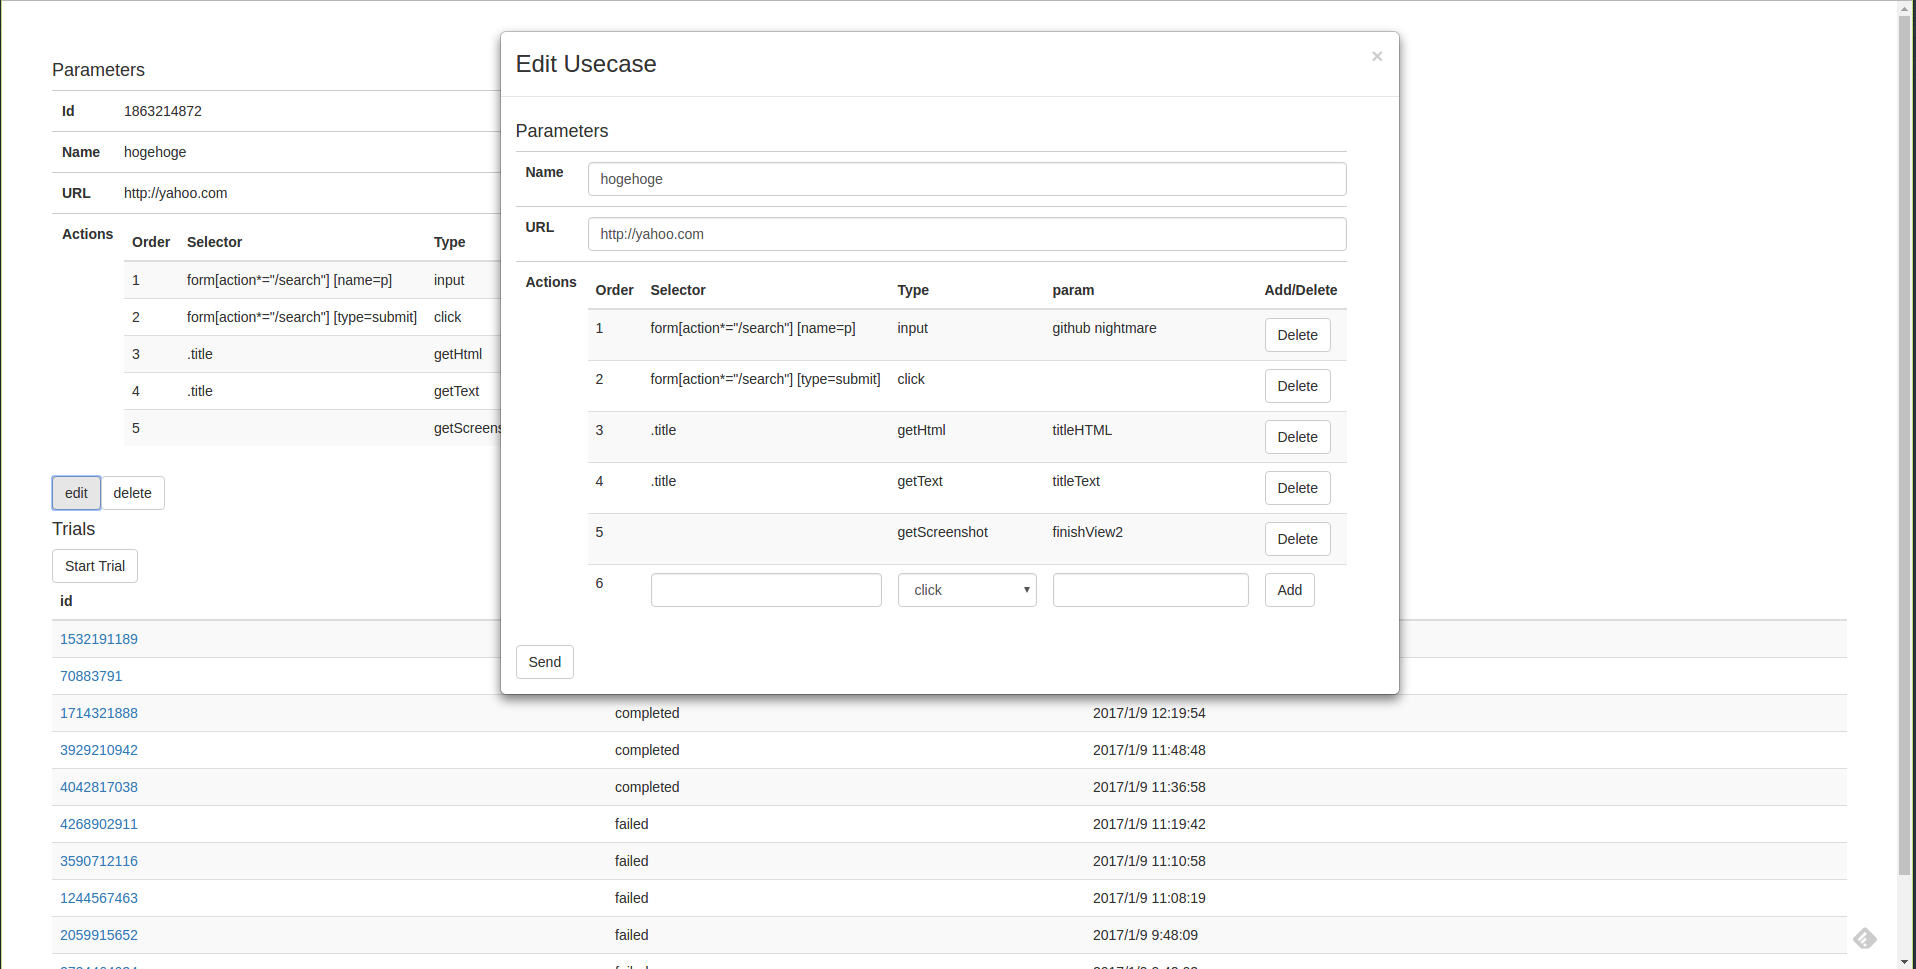 Parameters
Id 1863214872
Name hogehoge
URL http://yahoo.com
Actions Order Selector Type
1 form[action*="/search"] [name=p] input
2 form[action*="/search"] [type=submit] click
3 .title getHtml
4 .title getText
5 getScreens
edit delete
Trials
Start Trial
id
1532191189
70883791
1714321888 completed 2017/1/9 12:19:54
3929210942 completed 2017/1/9 11:48:48
4042817038 completed 2017/1/9 11:36:58
4268902911 failed 2017/1/9 11:19:42
3590712116 failed 2017/1/9 11:10:58
1244567463 failed 2017/1/9 11:08:19
2059915652 failed 2017/1/9 9:48:09
Edit Usecase ×
Parameters
Name hogehoge
URL http://yahoo.com
Actions Order Selector Type param Add/Delete
1 form[action*="/search"] [name=p] input github nightmare Delete
2 form[action*="/search"] [type=submit] click Delete
3 .title getHtml titleHTML Delete
4 .title getText titleText Delete
5 getScreenshot finishView2 Delete
6 click Add
Send